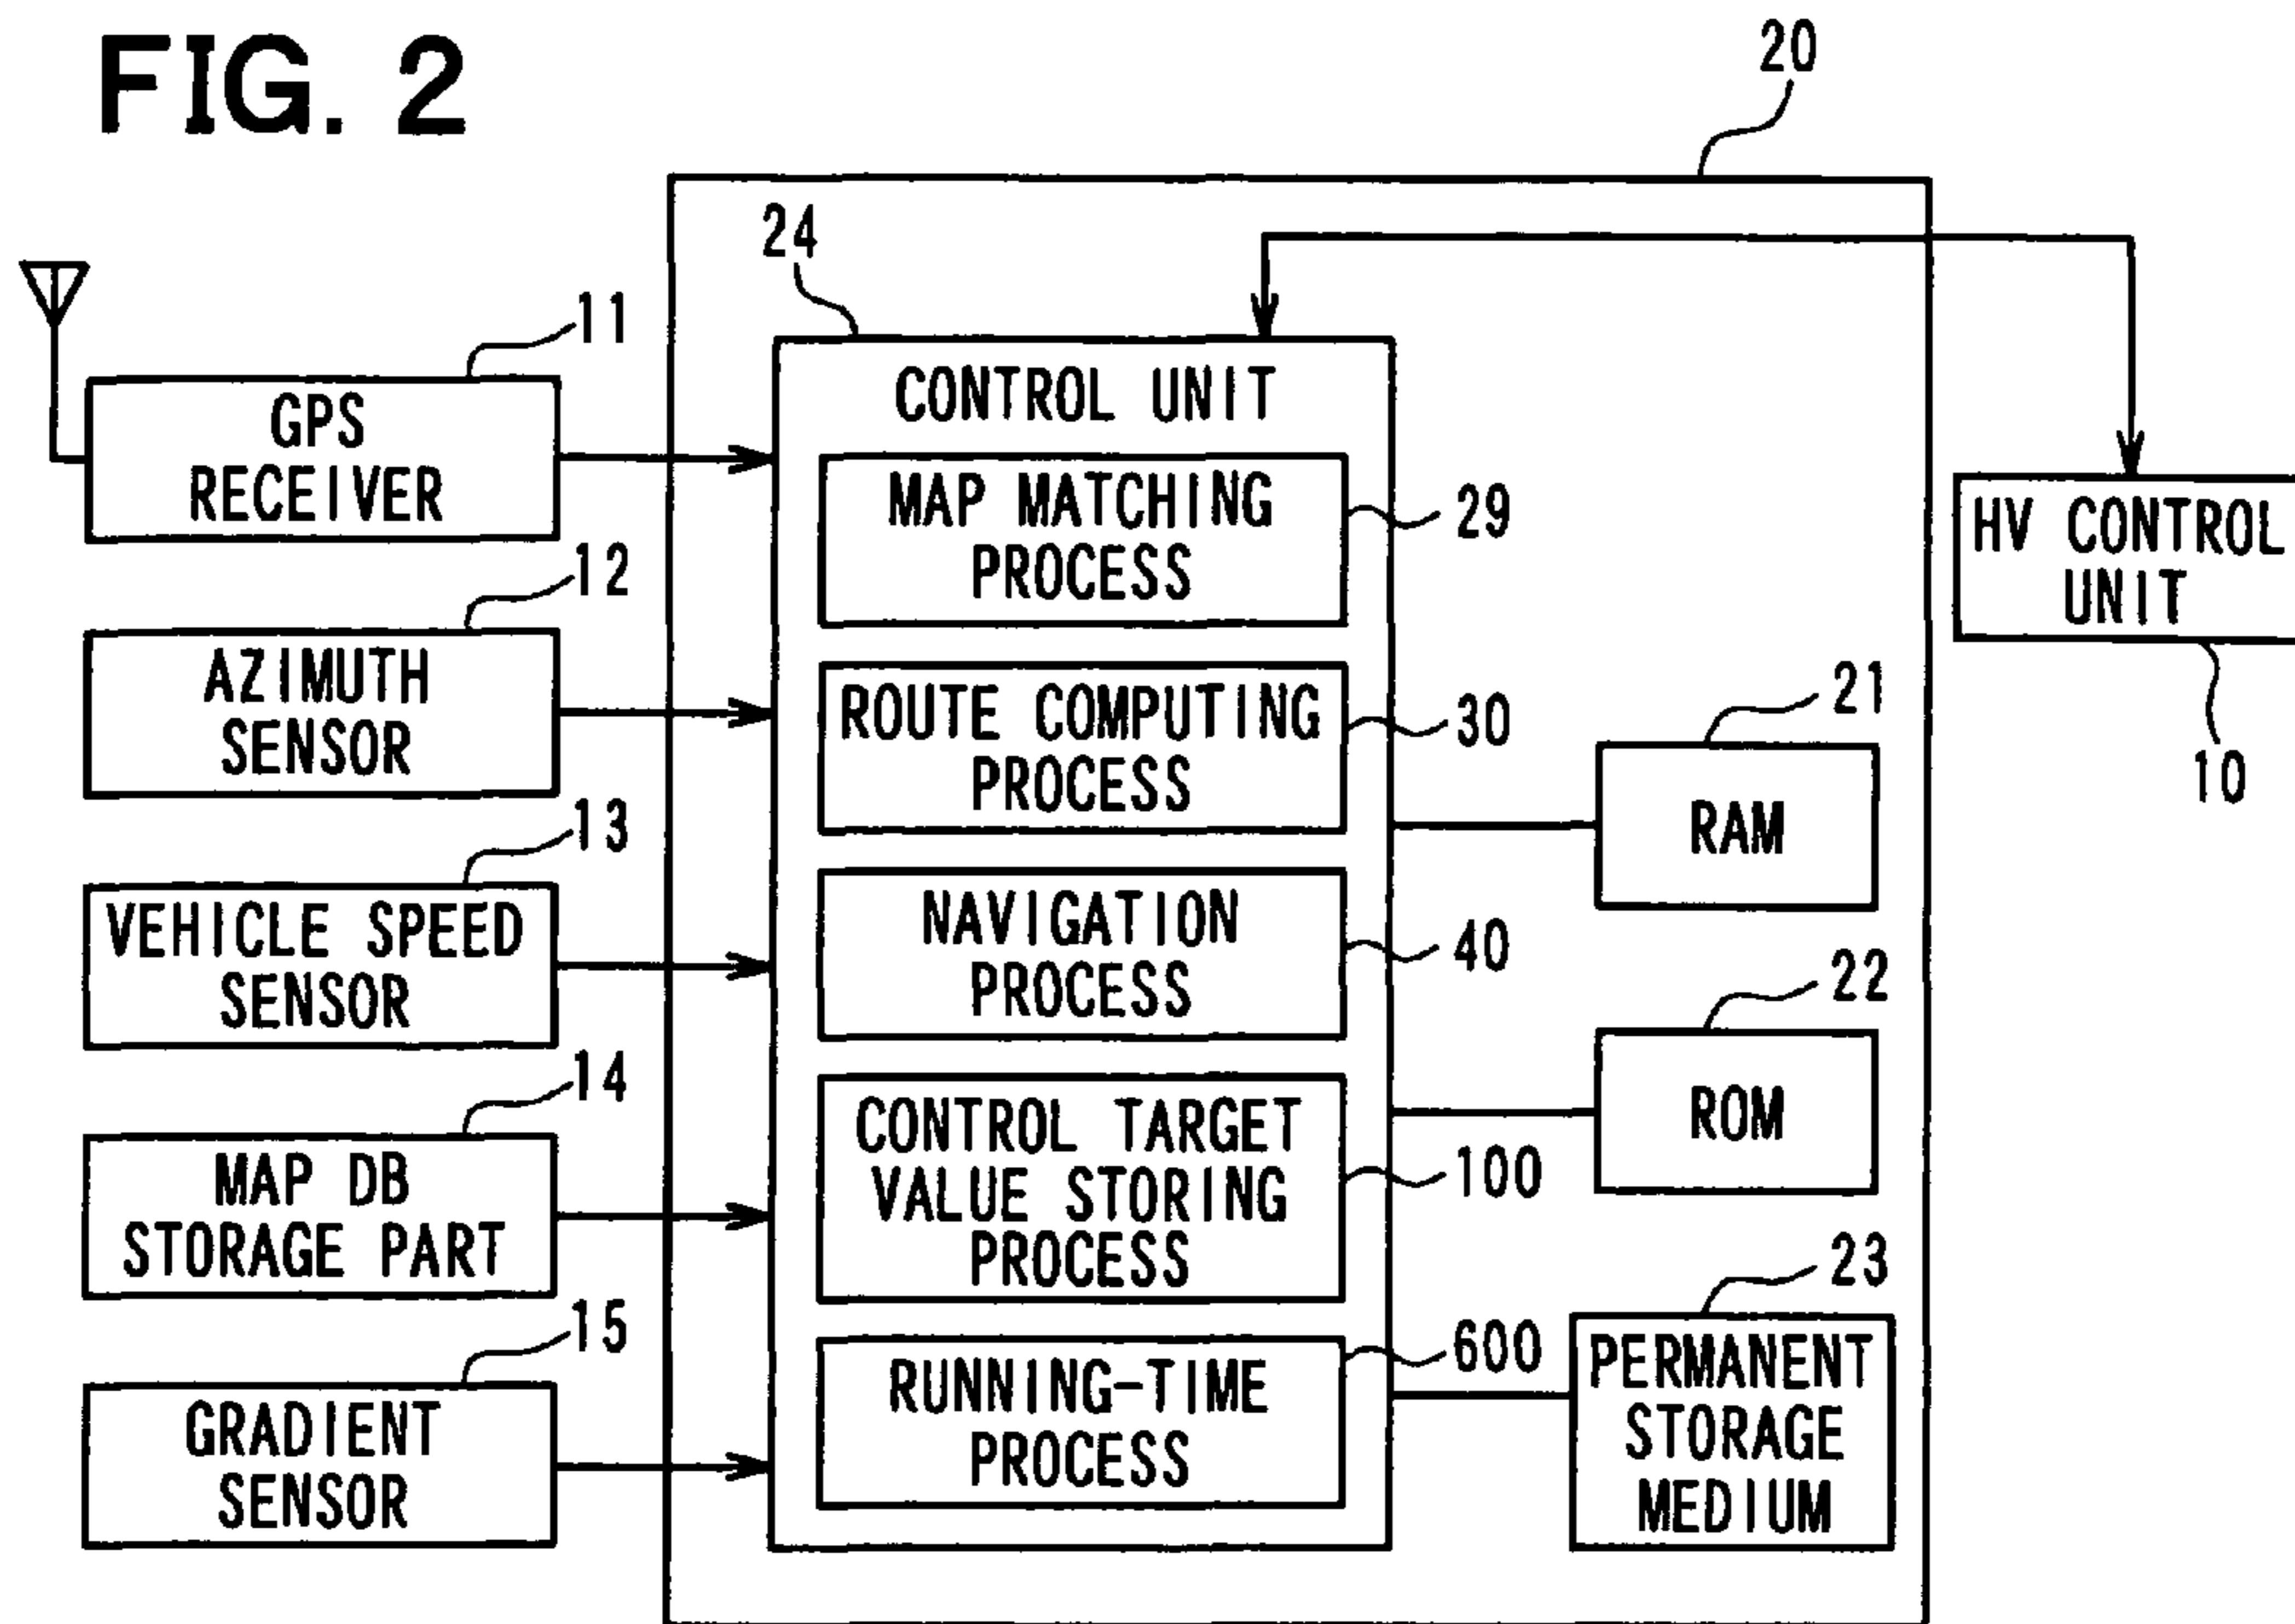 FIG. 2
20
24
11
GPS
RECEIVER
12
AZIMUTH
SENSOR
13
VEHICLE SPEED
SENSOR
14
MAP DB
STORAGE PART
15
GRADIENT
SENSOR
CONTROL UNIT
MAP MATCHING
PROCESS
29
ROUTE COMPUTING
PROCESS
30
NAVIGATION
PROCESS
40
CONTROL TARGET
VALUE STORING
PROCESS
100
RUNNING-TIME
PROCESS
600
21
RAM
22
ROM
23
PERMANENT
STORAGE
MEDIUM
HV CONTROL
UNIT
10